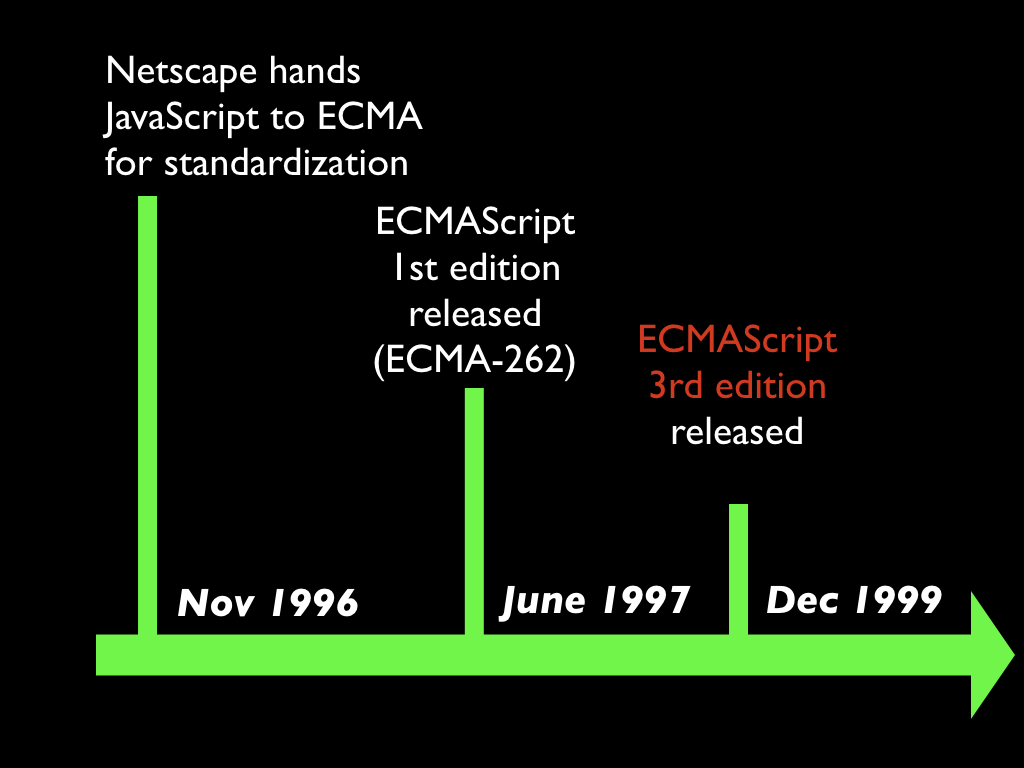 Netscape hands
JavaScript to ECMA
for standardization
ECMAScript
1st edition
released
(ECMA-262)
ECMAScript
3rd edition
released
Nov 1996
June 1997
Dec 1999